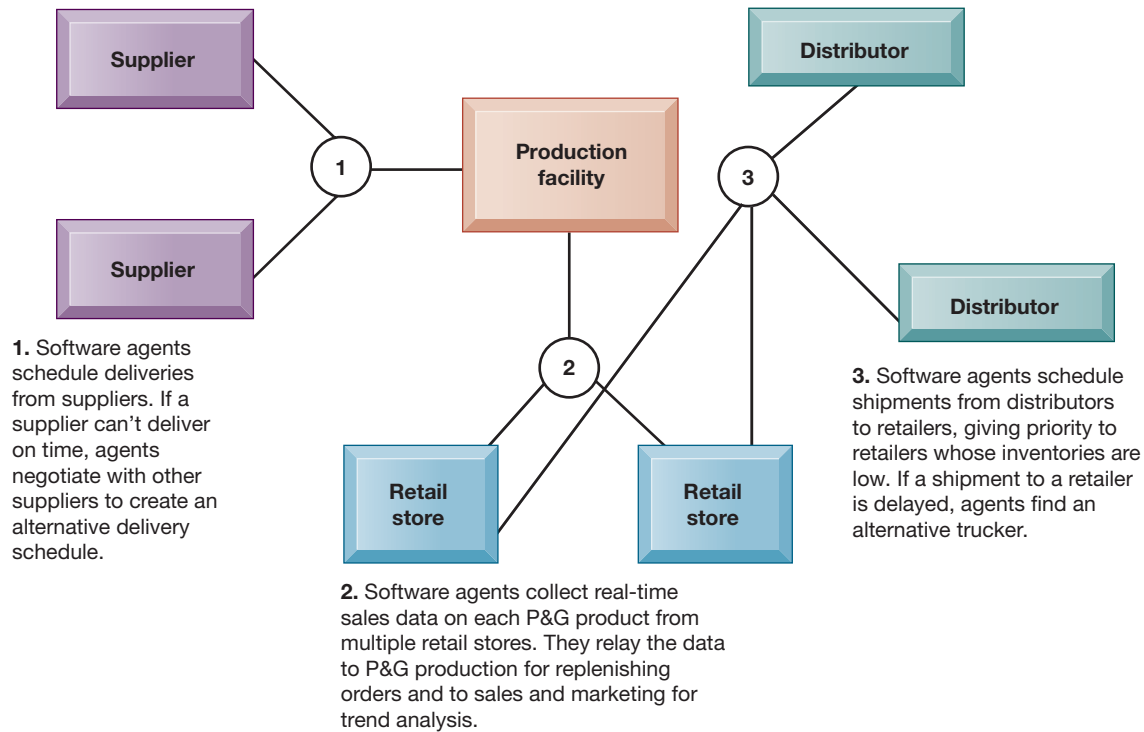 Supplier
Distributor
Production
facility
1
3
Supplier
Distributor
1. Software agents
schedule deliveries
from suppliers. If a
supplier can’t deliver
on time, agents
negotiate with other
suppliers to create an
alternative delivery
schedule.
2
3. Software agents schedule
shipments from distributors
to retailers, giving priority to
retailers whose inventories are
low. If a shipment to a retailer
is delayed, agents find an
alternative trucker.
Retail
store
Retail
store
2. Software agents collect real-time
sales data on each P&G product from
multiple retail stores. They relay the data
to P&G production for replenishing
orders and to sales and marketing for
trend analysis.